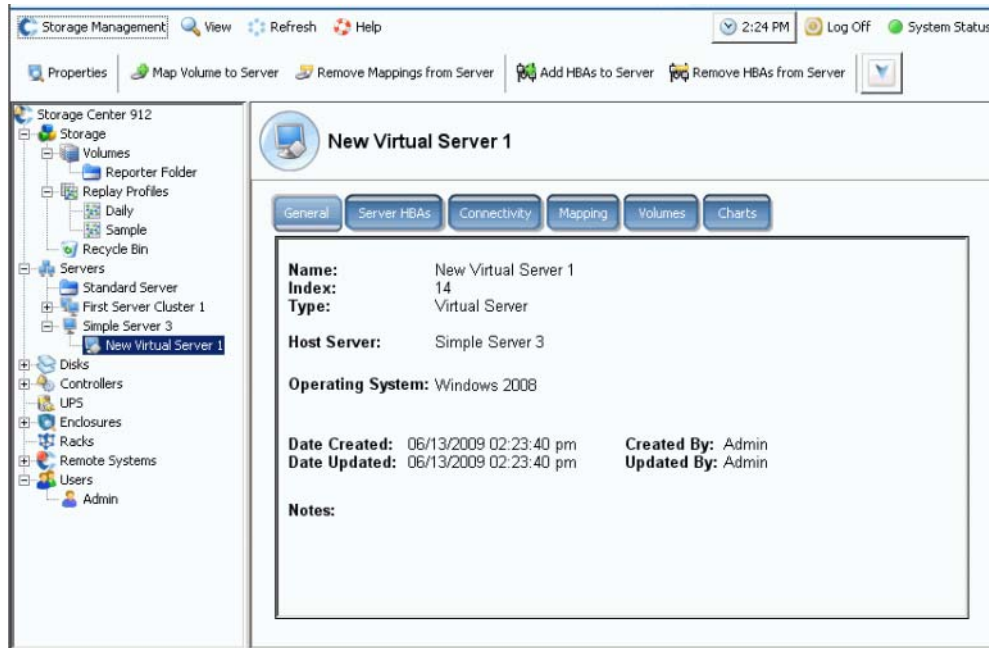 Storage Management View Refresh Help 2:24 PM Log Off System Status
Properties Map Volume to Server Remove Mappings from Server Add HBAs to Server Remove HBAs from Server
Storage Center 912
Storage
Volumes
Reporter Folder
Replay Profiles
Daily
Sample
Recycle Bin
Servers
Standard Server
First Server Cluster 1
Simple Server 3
New Virtual Server 1
Disks
Controllers
UPS
Enclosures
Racks
Remote Systems
Users
Admin
New Virtual Server 1
General Server HBAs Connectivity Mapping Volumes Charts
Name: New Virtual Server 1
Index: 14
Type: Virtual Server
Host Server: Simple Server 3
Operating System: Windows 2008
Date Created: 06/13/2009 02:23:40 pm Created By: Admin
Date Updated: 06/13/2009 02:23:40 pm Updated By: Admin
Notes: